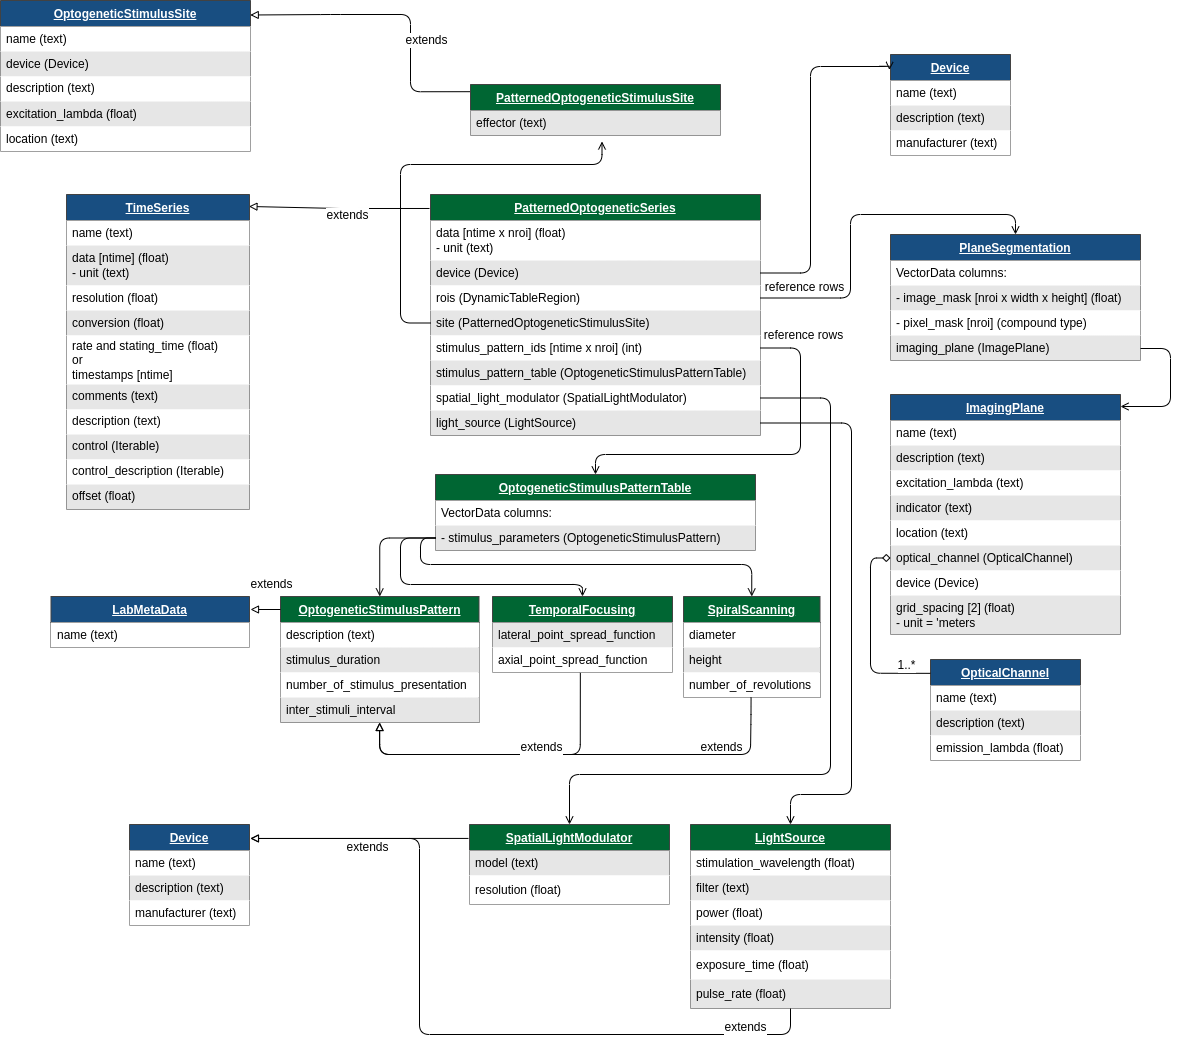 OptogeneticStimulusSite
name (text)
device (Device)
description (text)
excitation_lambda (float)
location (text)
extends
PatternedOptogeneticStimulusSite
effector (text)
Device
name (text)
description (text)
manufacturer (text)
TimeSeries
name (text)
data [ntime] (float)
- unit (text)
resolution (float)
conversion (float)
rate and stating_time (float)
or
timestamps [ntime]
comments (text)
description (text)
control (Iterable)
control_description (Iterable)
offset (float)
extends
PatternedOptogeneticSeries
data [ntime x nroi] (float)
- unit (text)
device (Device)
rois (DynamicTableRegion)
site (PatternedOptogeneticStimulusSite)
stimulus_pattern_ids [ntime x nroi] (int)
stimulus_pattern_table (OptogeneticStimulusPatternTable)
spatial_light_modulator (SpatialLightModulator)
light_source (LightSource)
reference rows
reference rows
PlaneSegmentation
VectorData columns:
- image_mask [nroi x width x height] (float)
- pixel_mask [nroi] (compound type)
imaging_plane (ImagePlane)
ImagingPlane
name (text)
description (text)
excitation_lambda (text)
indicator (text)
location (text)
optical_channel (OpticalChannel)
device (Device)
grid_spacing [2] (float)
- unit = 'meters
1..*
OpticalChannel
name (text)
description (text)
emission_lambda (float)
OptogeneticStimulusPatternTable
VectorData columns:
- stimulus_parameters (OptogeneticStimulusPattern)
extends
LabMetaData
name (text)
OptogeneticStimulusPattern
description (text)
stimulus_duration
number_of_stimulus_presentation
inter_stimuli_interval
TemporalFocusing
lateral_point_spread_function
axial_point_spread_function
SpiralScanning
diameter
height
number_of_revolutions
extends
extends
Device
name (text)
description (text)
manufacturer (text)
extends
SpatialLightModulator
model (text)
resolution (float)
LightSource
stimulation_wavelength (float)
filter (text)
power (float)
intensity (float)
exposure_time (float)
pulse_rate (float)
extends